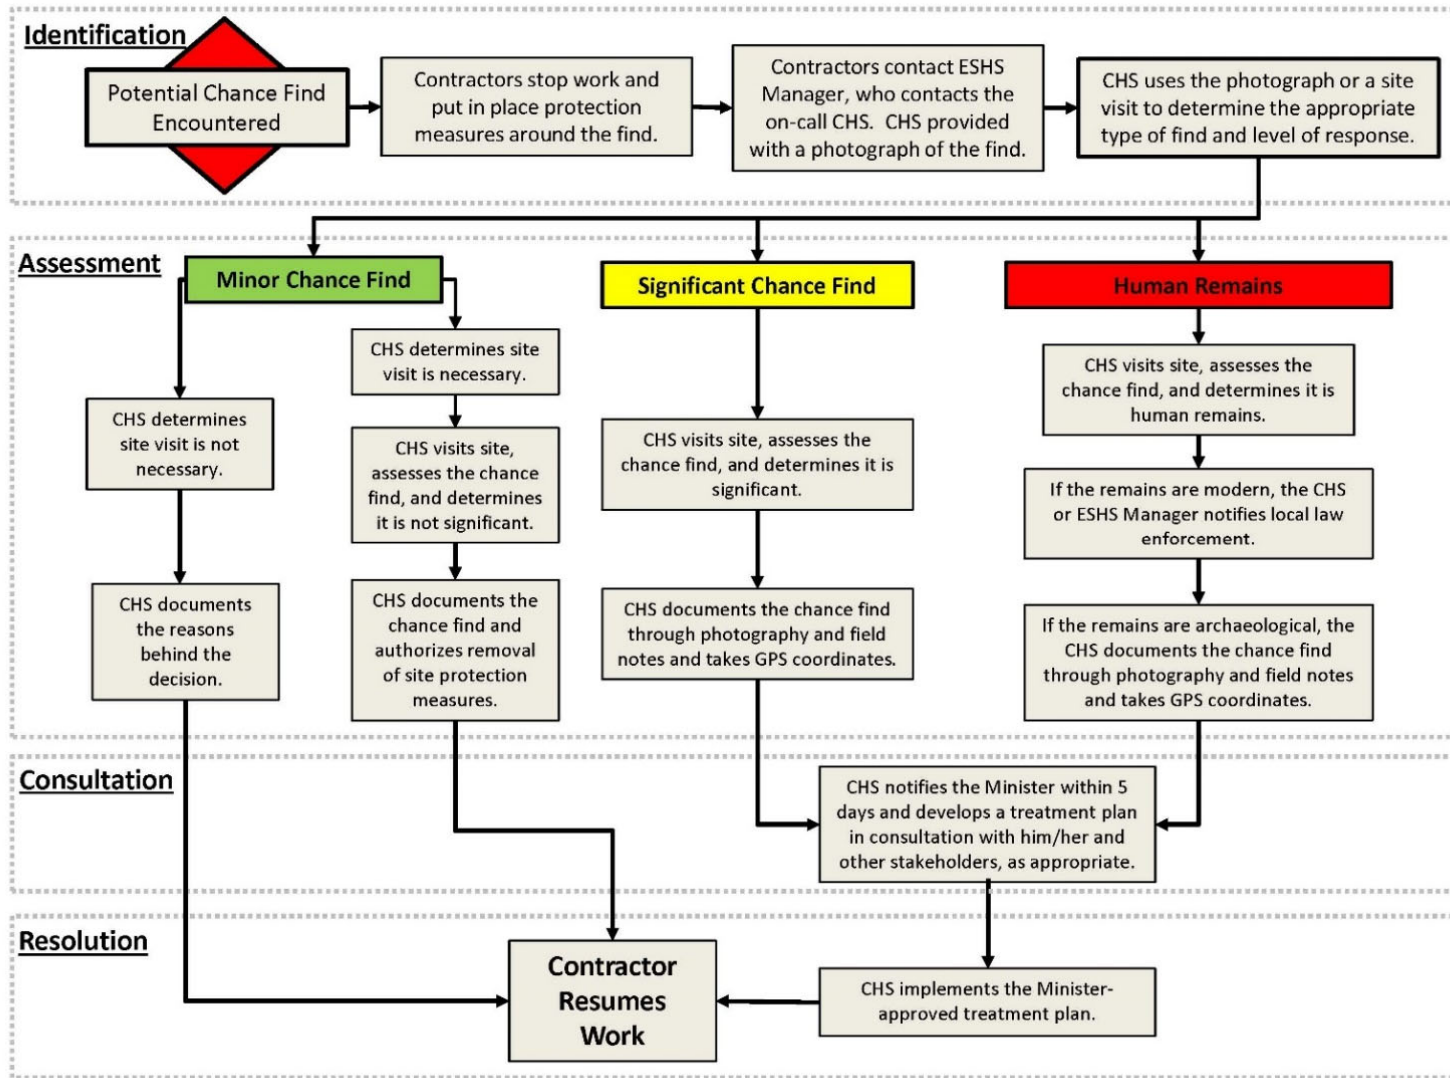 Identification
Potential Chance Find
Encountered
Contractors stop work and
put in place protection
measures around the find.
Contractors contact ESHS
Manager, who contacts the
on-call CHS.  CHS provided
with a photograph of the find.
CHS uses the photograph or a site
visit to determine the appropriate
type of find and level of response.
Assessment
Minor Chance Find
CHS determines
site visit is not
necessary.
CHS documents
the reasons
behind the
decision.
CHS determines site
visit is necessary.
CHS visits site,
assesses the chance
find, and determines
it is not significant.
CHS documents the
chance find and
authorizes removal
of site protection
measures.
Significant Chance Find
CHS visits site, assesses the
chance find, and determines it is
significant.
CHS documents the chance find
through photography and field
notes and takes GPS coordinates.
Human Remains
CHS visits site, assesses the
chance find, and determines it is
human remains.
If the remains are modern, the CHS
or ESHS Manager notifies local law
enforcement.
If the remains are archaeological, the
CHS documents the chance find
through photography and field notes
and takes GPS coordinates.
Consultation
CHS notifies the Minister within 5
days and develops a treatment plan
in consultation with him/her and
other stakeholders, as appropriate.
Resolution
Contractor
Resumes
Work
CHS implements the Minister-
approved treatment plan.